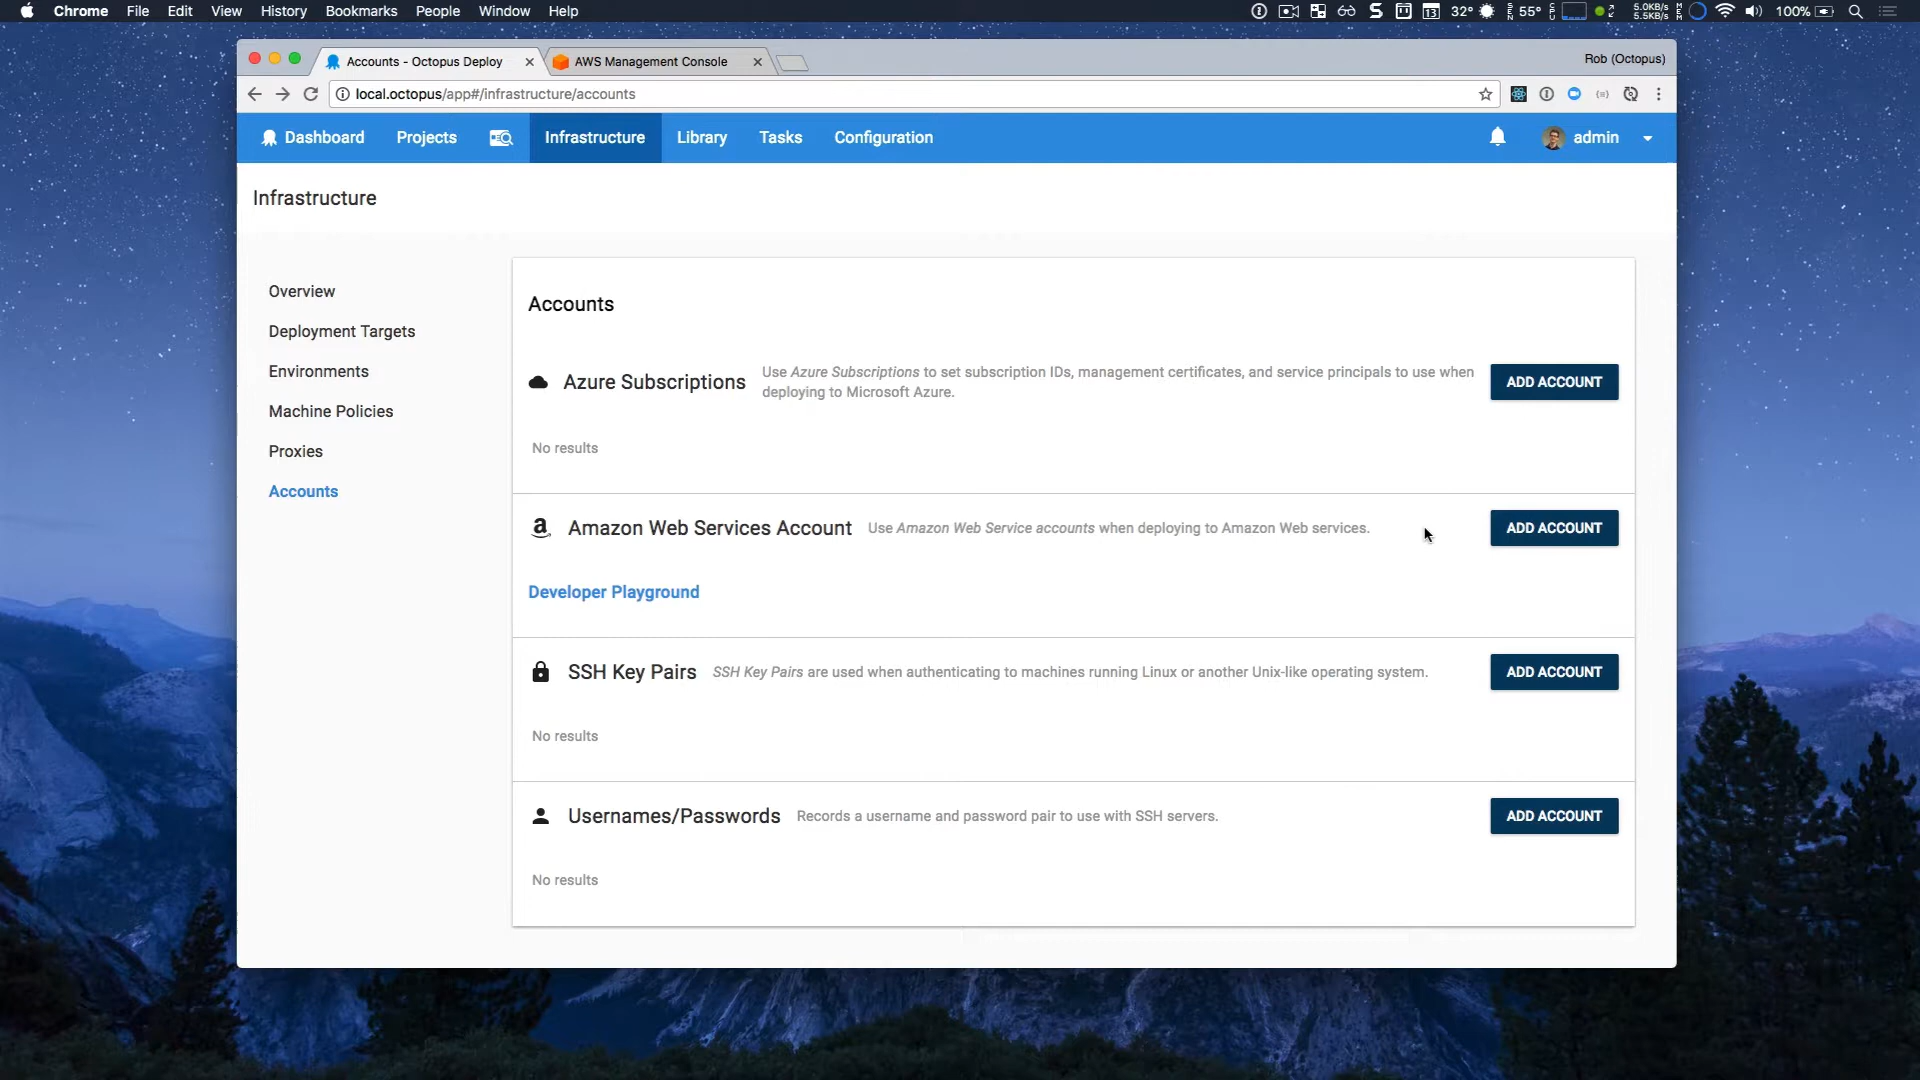 Chrome File Edit View History Bookmarks People Window Help
13 32° 55° 5.0KB/s 5.5KB/s 100%
Accounts - Octopus Deploy AWS Management Console Rob (Octopus)
local.octopus/app#/infrastructure/accounts
Dashboard Projects Infrastructure Library Tasks Configuration admin
Infrastructure
Overview
Deployment Targets
Environments
Machine Policies
Proxies
Accounts
Accounts
Azure Subscriptions Use Azure Subscriptions to set subscription IDs, management certificates, and service principals to use when
deploying to Microsoft Azure.
ADD ACCOUNT
No results
Amazon Web Services Account Use Amazon Web Service accounts when deploying to Amazon Web services. ADD ACCOUNT
Developer Playground
SSH Key Pairs SSH Key Pairs are used when authenticating to machines running Linux or another Unix-like operating system. ADD ACCOUNT
No results
Usernames/Passwords Records a username and password pair to use with SSH servers. ADD ACCOUNT
No results